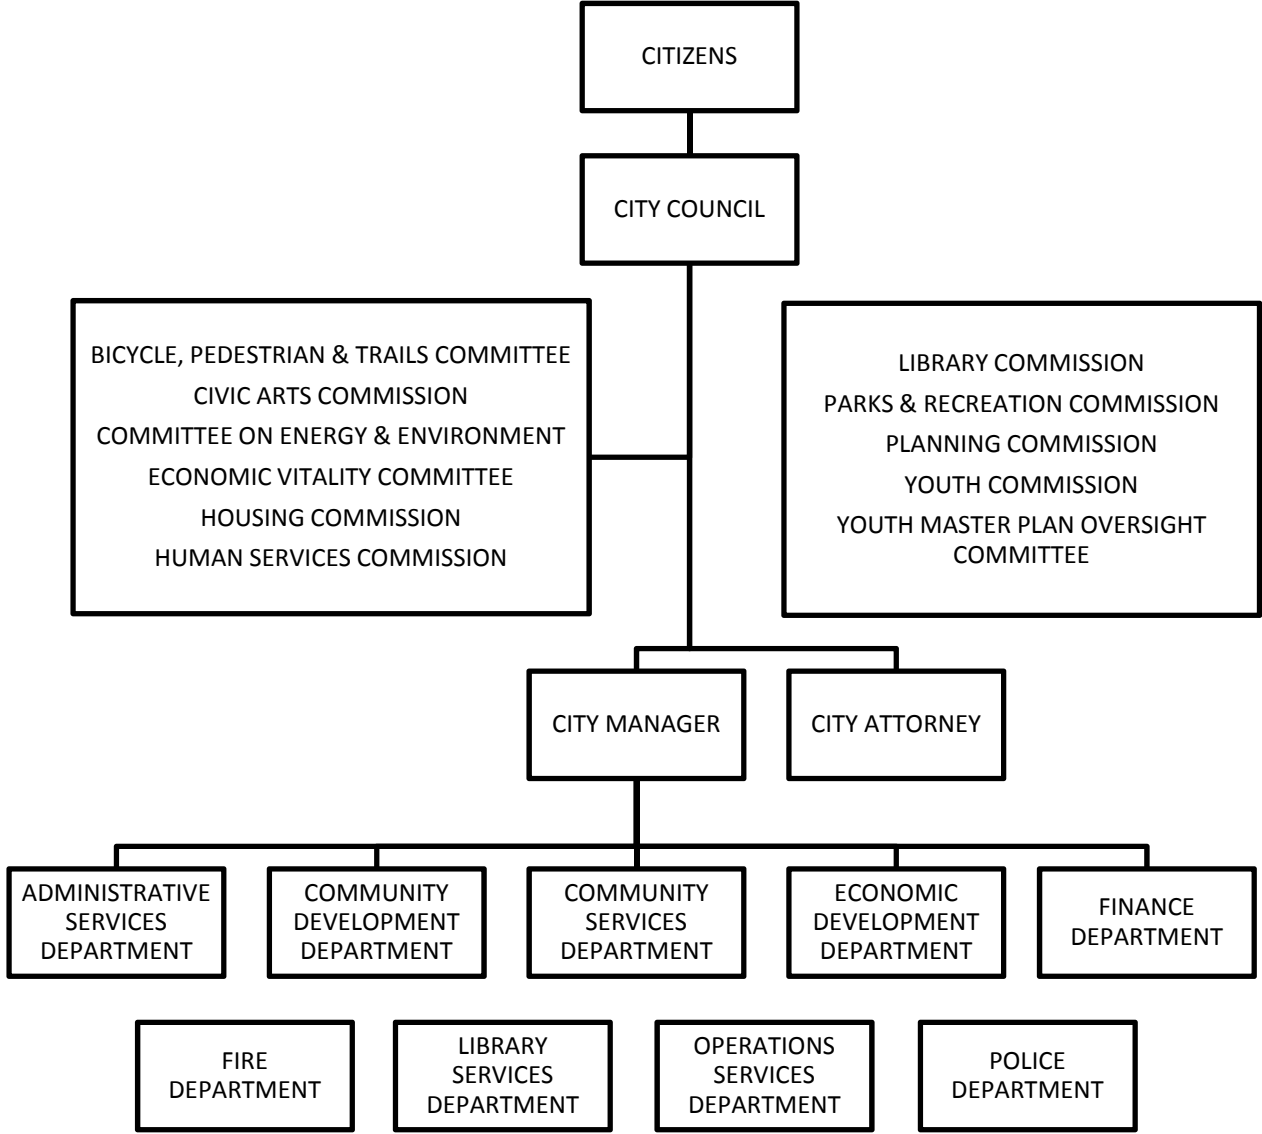 CITIZENS
CITY COUNCIL
BICYCLE, PEDESTRIAN & TRAILS COMMITTEE
CIVIC ARTS COMMISSION
COMMITTEE ON ENERGY & ENVIRONMENT
ECONOMIC VITALITY COMMITTEE
HOUSING COMMISSION
HUMAN SERVICES COMMISSION
LIBRARY COMMISSION
PARKS & RECREATION COMMISSION
PLANNING COMMISSION
YOUTH COMMISSION
YOUTH MASTER PLAN OVERSIGHT
COMMITTEE
CITY MANAGER
CITY ATTORNEY
ADMINISTRATIVE
SERVICES
DEPARTMENT
COMMUNITY
DEVELOPMENT
DEPARTMENT
COMMUNITY
SERVICES
DEPARTMENT
ECONOMIC
DEVELOPMENT
DEPARTMENT
FINANCE
DEPARTMENT
FIRE
DEPARTMENT
LIBRARY
SERVICES
DEPARTMENT
OPERATIONS
SERVICES
DEPARTMENT
POLICE
DEPARTMENT